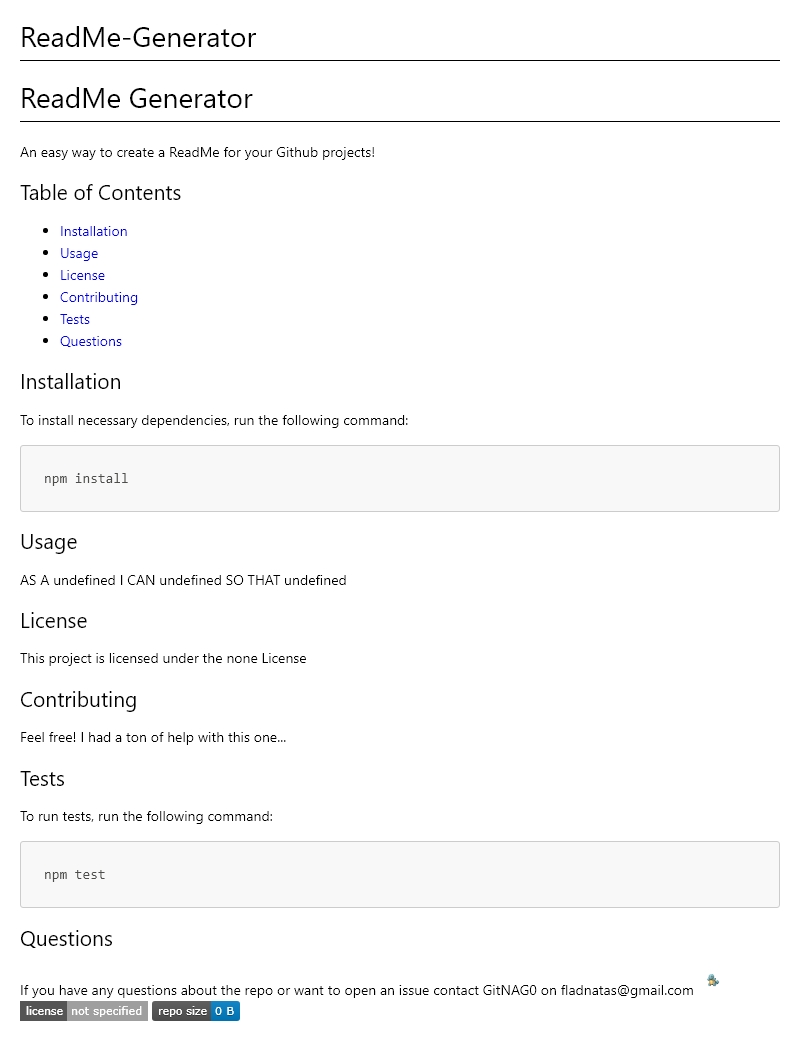 ReadMe-Generator
ReadMe Generator
An easy way to create a ReadMe for your Github projects!
Table of Contents
Installation
Usage
License
Contributing
Tests
Questions
Installation
To install necessary dependencies, run the following command:
npm install
Usage
AS A undefined I CAN undefined SO THAT undefined
License
This project is licensed under the none License
Contributing
Feel free! I had a ton of help with this one...
Tests
To run tests, run the following command:
npm test
Questions
If you have any questions about the repo or want to open an issue contact GitNAG0 on fladnatas@gmail.com
license not specified repo size 0 B